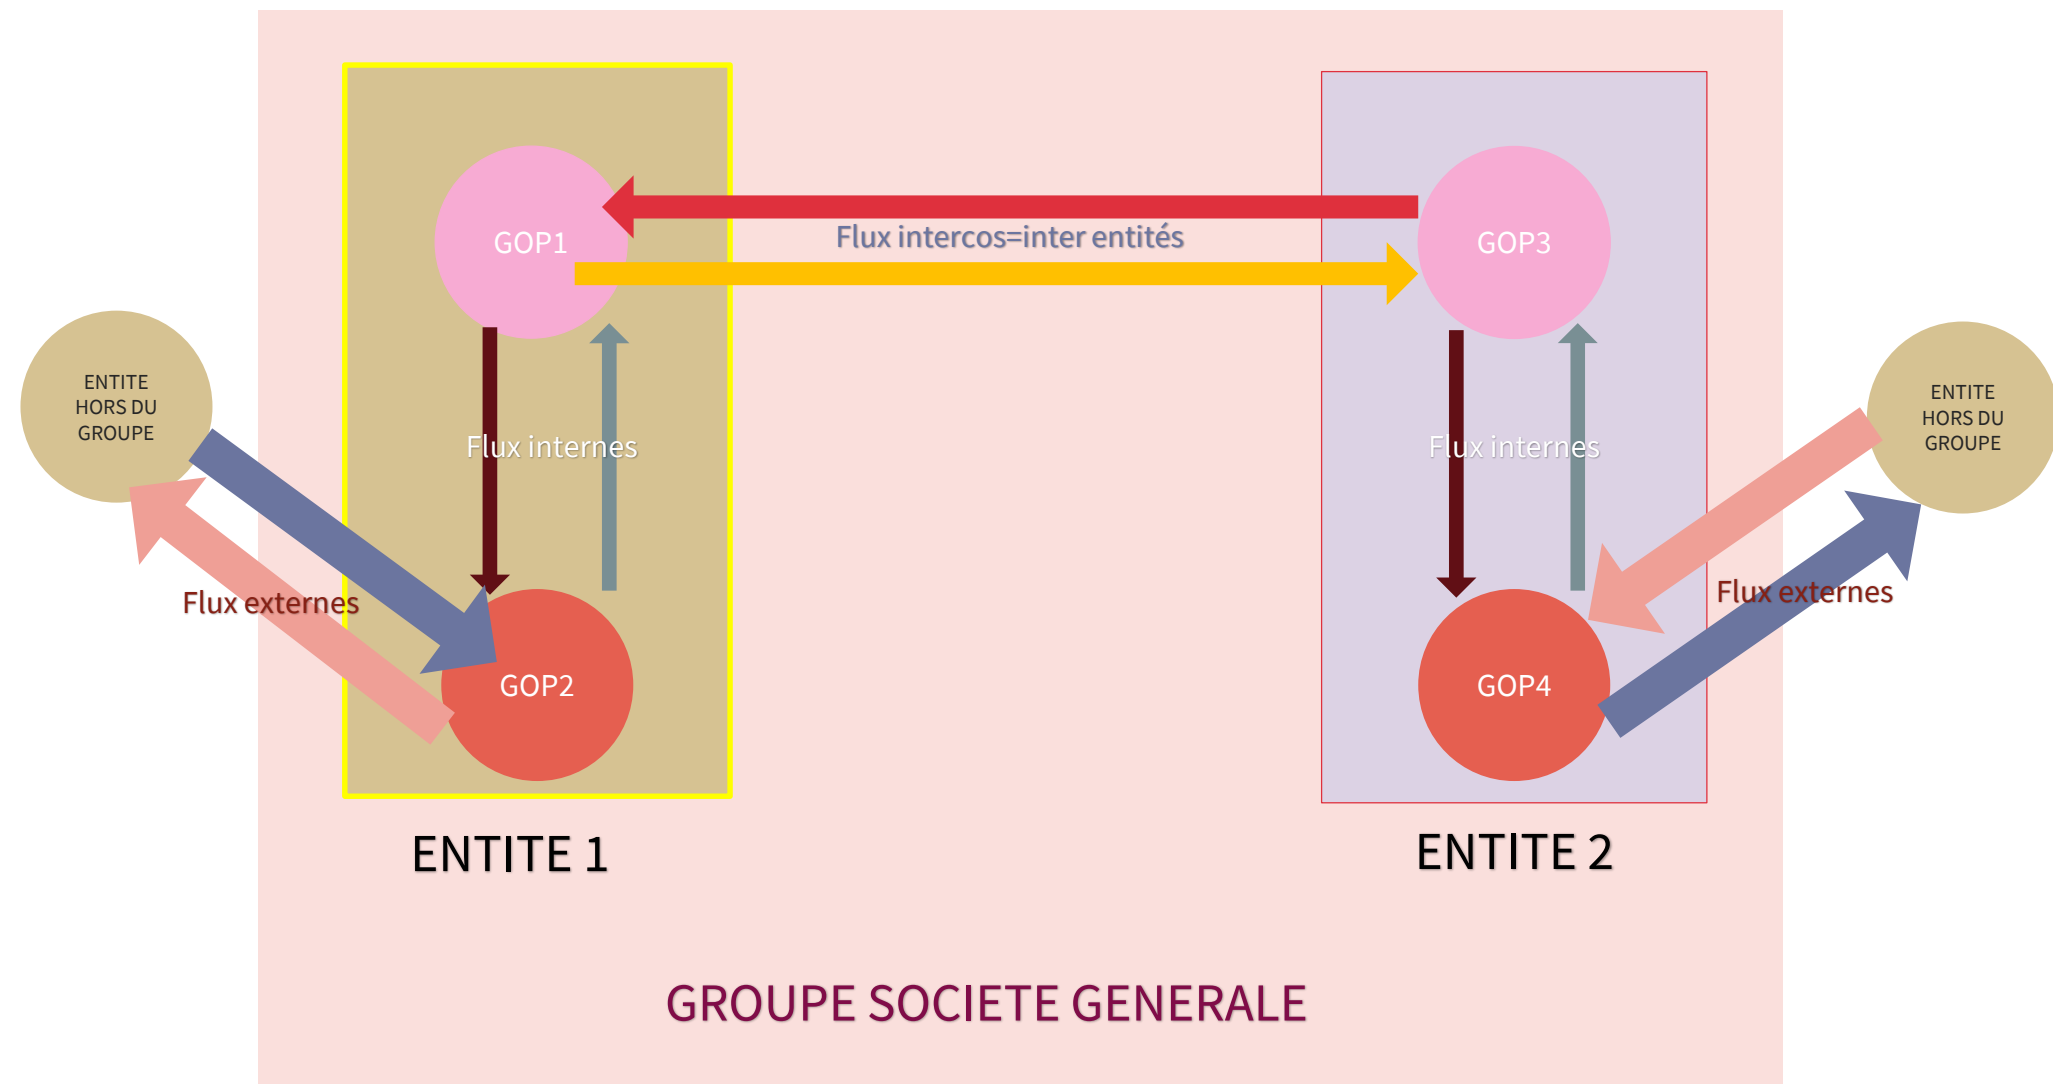 GOP1
Flux intercos=inter entités
GOP3
ENTITE
HORS DU
GROUPE
Flux internes
Flux internes
ENTITE
HORS DU
GROUPE
Flux externes
Flux externes
GOP2
GOP4
ENTITE 1
ENTITE 2
GROUPE SOCIETE GENERALE